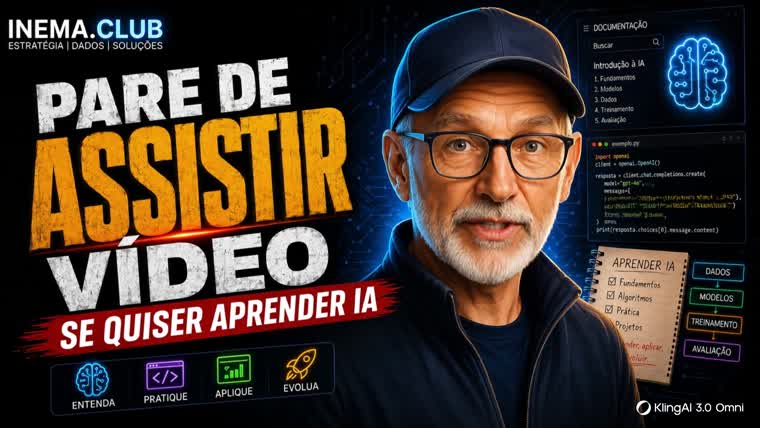 INEMA.CLUB
ESTRATÉGIA | DADOS | SOLUÇÕES
PARE DE
ASSISTIR
VÍDEO
SE QUISER APRENDER IA
ENTENDA
PRATIQUE
APLIQUE
EVOLUA
DOCUMENTAÇÃO
Buscar
Introdução à IA
1. Fundamentos
2. Modelos
3. Dados
4. Treinamento
5. Avaliação
exemplo.py
import openai
client = openai.OpenAI()
resposta = client.chat.completions.create(
model="gpt-4o",
messages=[
print(resposta.choices[0].message.content)
APRENDER IA
Fundamentos
Algoritmos
Prática
Projetos
aplicar,
DADOS
MODELOS
TREINAMENTO
AVALIAÇÃO
KlingAI 3.0 Omni